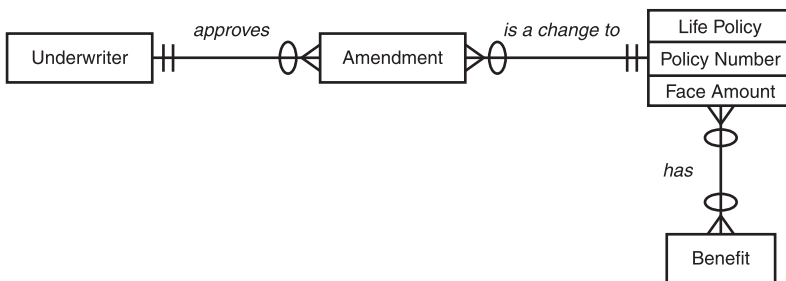 approves
is a change to
Underwriter
Amendment
Life Policy
Policy Number
Face Amount
has
Benefit